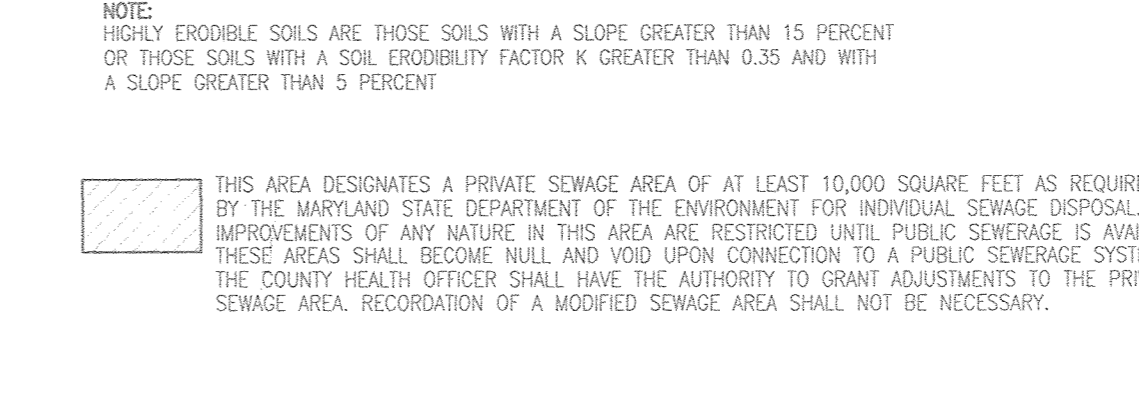 NOTE:
HIGHLY ERODIBLE SOILS ARE THOSE SOILS WITH A SLOPE GREATER THAN 15 PERCENT
OR THOSE SOILS WITH A SOIL ERODIBILITY FACTOR K GREATER THAN 0.35 AND WITH
A SLOPE GREATER THAN 5 PERCENT
THIS AREA DESIGNATES A PRIVATE SEWAGE AREA OF AT LEAST 10,000 SQUARE FEET AS REQUIRE
BY THE MARYLAND STATE DEPARTMENT OF THE ENVIRONMENT FOR INDIVIDUAL SEWAGE DISPOSAL.
IMPROVEMENTS OF ANY NATURE IN THIS AREA ARE RESTRICTED UNTIL PUBLIC SEWERAGE IS AVAI
THESE AREAS SHALL BECOME NULL AND VOID UPON CONNECTION TO A PUBLIC SEWERAGE SYST
THE COUNTY HEALTH OFFICER SHALL HAVE THE AUTHORITY TO GRANT ADJUSTMENTS TO THE PRI
SEWAGE AREA. RECORDATION OF A MODIFIED SEWAGE AREA SHALL NOT BE NECESSARY.